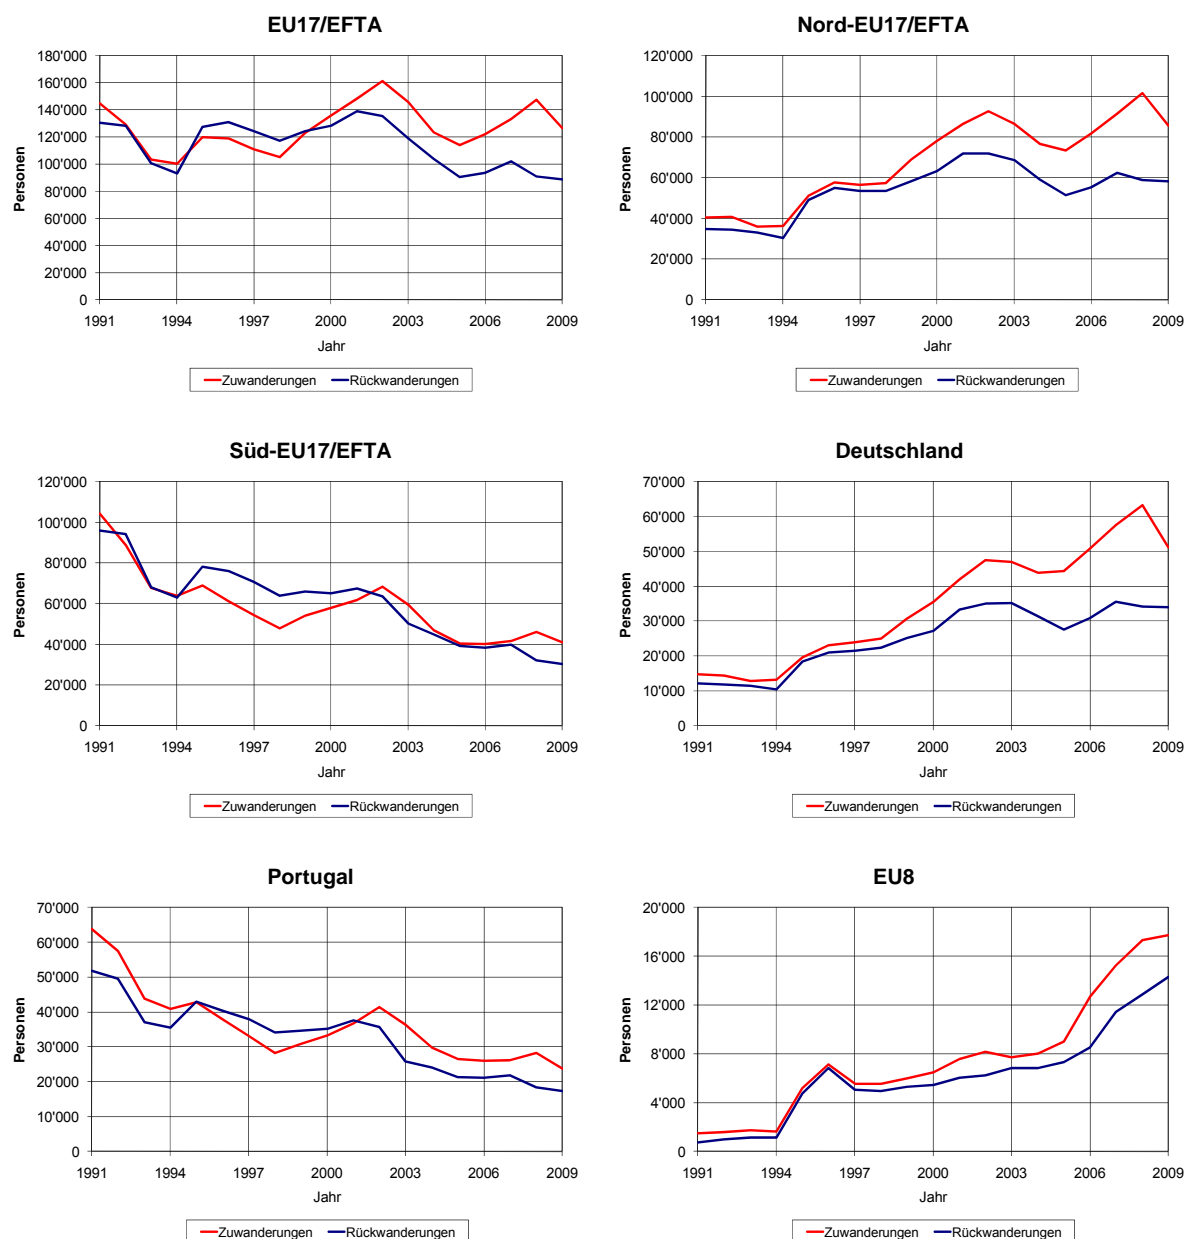 EU17/EFTA
180'000
160'000
140'000
120'000
100'000
80'000
60'000
40'000
20'000
0
Personen
1991 1994 1997 2000 2003 2006 2009
Jahr
Zuwanderungen Rückwanderungen
Nord-EU17/EFTA
120'000
100'000
80'000
60'000
40'000
20'000
0
Personen
1991 1994 1997 2000 2003 2006 2009
Jahr
Zuwanderungen Rückwanderungen
Süd-EU17/EFTA
120'000
100'000
80'000
60'000
40'000
20'000
0
Personen
1991 1994 1997 2000 2003 2006 2009
Jahr
Zuwanderungen Rückwanderungen
Deutschland
70'000
60'000
50'000
40'000
30'000
20'000
10'000
0
Personen
1991 1994 1997 2000 2003 2006 2009
Jahr
Zuwanderungen Rückwanderungen
Portugal
70'000
60'000
50'000
40'000
30'000
20'000
10'000
0
Personen
1991 1994 1997 2000 2003 2006 2009
Jahr
Zuwanderungen Rückwanderungen
EU8
20'000
16'000
12'000
8'000
4'000
0
Personen
1991 1994 1997 2000 2003 2006 2009
Jahr
Zuwanderungen Rückwanderungen